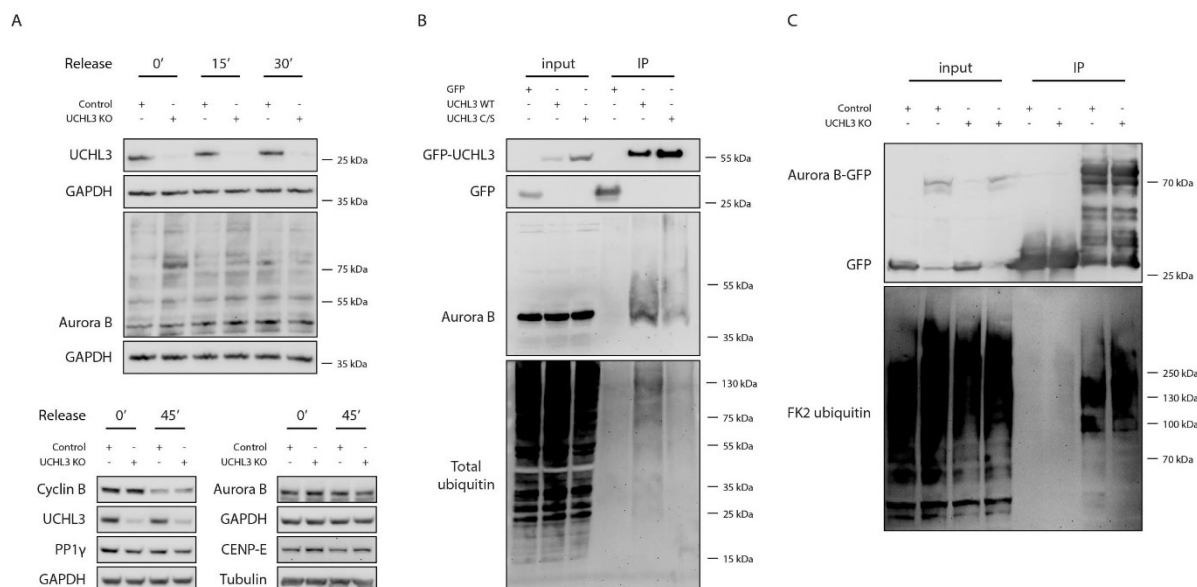 A
Release 0' 15' 30'
Control + - + - + -
UCHL3 KO - + - + - +
UCHL3
25 kDa
GAPDH
35 kDa
75 kDa
55 kDa
Aurora B
GAPDH
35 kDa
Release 0' 45'
Control + - + -
UCHL3 KO - + - +
Cyclin B
UCHL3
PP1γ
GAPDH
Release 0' 45'
Control + - + -
UCHL3 KO - + - +
Aurora B
GAPDH
CENP-E
Tubulin
B
input IP
GFP + - - + - -
UCHL3 WT - + - - + -
UCHL3 C/S - - + - - +
GFP-UCHL3
55 kDa
GFP
25 kDa
55 kDa
Aurora B
35 kDa
130 kDa
75 kDa
55 kDa
Total
ubiquitin
35 kDa
25 kDa
15 kDa
C
input IP
Control + + - - + - + -
UCHL3 KO - - + + - + - +
Aurora B-GFP
70 kDa
GFP
25 kDa
250 kDa
130 kDa
FK2 ubiquitin
100 kDa
70 kDa